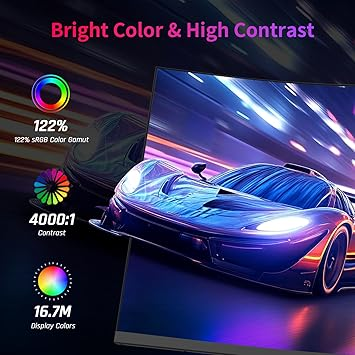 Bright Color & High Contrast
122%
122% sRGB Color Gamut
4000:1
Contrast
16.7M
Display Colors